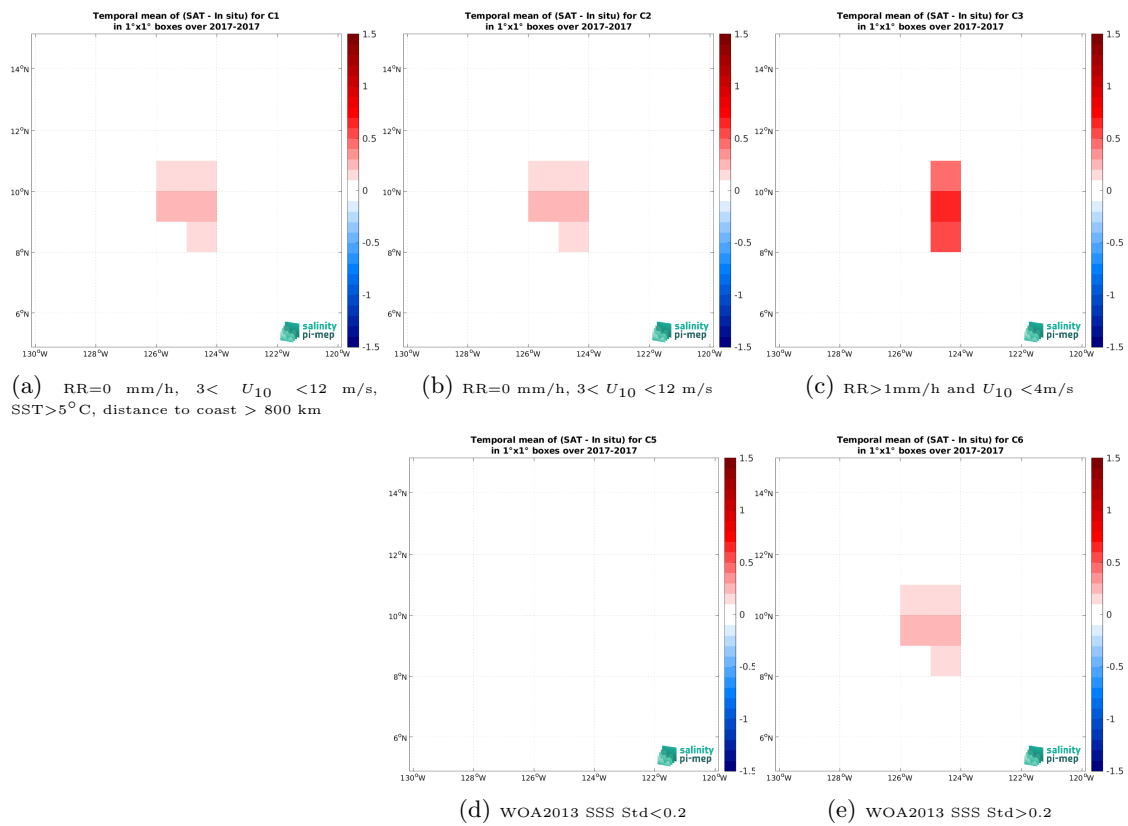 Temporal mean of (SAT - In situ) for C1
in 1°x1° boxes over 2017-2017
14°N
12°N
10°N
8°N
6°N
130°W
128°W
126°W
124°W
122°W
120°W
1.5
1
0.5
0
-0.5
-1
-1.5
salinity
pi-mep
(a) RR=0 mm/h, 3< U10 <12 m/s,
SST>5°C, distance to coast > 800 km
Temporal mean of (SAT - In situ) for C2
in 1°x1° boxes over 2017-2017
14°N
12°N
10°N
8°N
6°N
130°W
128°W
126°W
124°W
122°W
120°W
1.5
1
0.5
0
-0.5
-1
-1.5
salinity
pi-mep
(b) RR=0 mm/h, 3< U10 <12 m/s
Temporal mean of (SAT - In situ) for C3
in 1°x1° boxes over 2017-2017
14°N
12°N
10°N
8°N
6°N
130°W
128°W
126°W
124°W
122°W
120°W
1.5
1
0.5
0
-0.5
-1
-1.5
salinity
pi-mep
(c) RR>1mm/h and U10 <4m/s
Temporal mean of (SAT - In situ) for C5
in 1°x1° boxes over 2017-2017
14°N
12°N
10°N
8°N
6°N
130°W
128°W
126°W
124°W
122°W
120°W
1.5
1
0.5
0
-0.5
-1
-1.5
salinity
pi-mep
(d) WOA2013 SSS Std<0.2
Temporal mean of (SAT - In situ) for C6
in 1°x1° boxes over 2017-2017
14°N
12°N
10°N
8°N
6°N
130°W
128°W
126°W
124°W
122°W
120°W
1.5
1
0.5
0
-0.5
-1
-1.5
salinity
pi-mep
(e) WOA2013 SSS Std>0.2